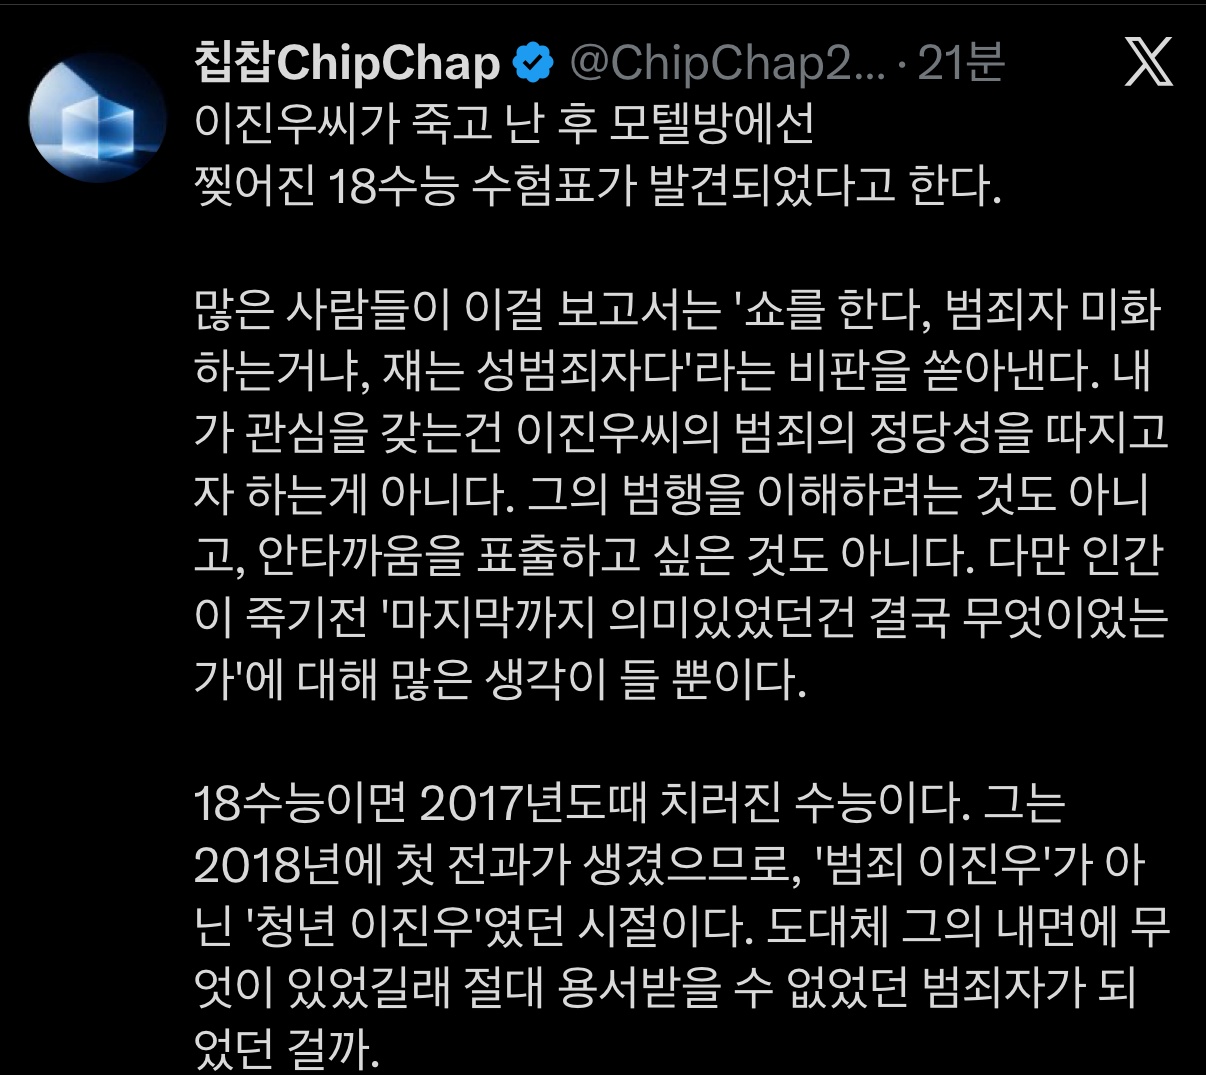 칩찹ChipChap @ChipChap2... · 21분
이진우씨가 죽고 난 후 모텔방에선
찢어진 18수능 수험표가 발견되었다고 한다.
많은 사람들이 이걸 보고서는 '쇼를 한다, 범죄자 미화
하는거냐, 쟤는 성범죄자다'라는 비판을 쏟아낸다. 내
가 관심을 갖는건 이진우씨의 범죄의 정당성을 따지고
자 하는게 아니다. 그의 범행을 이해하려는 것도 아니
고, 안타까움을 표출하고 싶은 것도 아니다. 다만 인간
이 죽기전 '마지막까지 의미있었던건 결국 무엇이었는
가'에 대해 많은 생각이 들 뿐이다.
18수능이면 2017년도때 치러진 수능이다. 그는
2018년에 첫 전과가 생겼으므로, '범죄 이진우'가 아
닌 '청년 이진우'였던 시절이다. 도대체 그의 내면에 무
엇이 있었길래 절대 용서받을 수 없었던 범죄자가 되
었던 걸까.